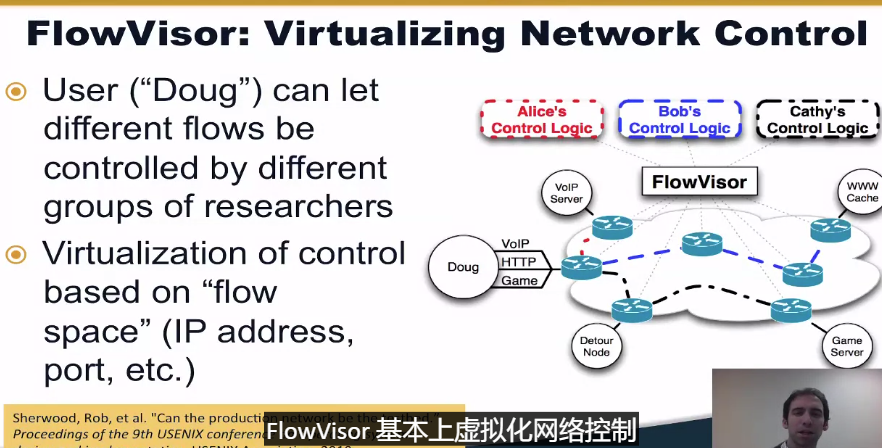 FlowVisor: Virtualizing Network Control
User (“Doug”) can let
different flows be
controlled by different
groups of researchers
Virtualization of control
based on “flow
space” (IP address,
port, etc.)
Alice's
Control Logic
Bob's
Control Logic
Cathy's
Control Logic
FlowVisor
VoIP
Server
WWW
Cache
Doug
VoIP
HTTP
Game
Detour
Node
Game
Server
Sherwood, Rob, et al. "Can the production network be the
Proceedings of the 9th USENIX
FlowVisor 基本上虚拟化网络控制